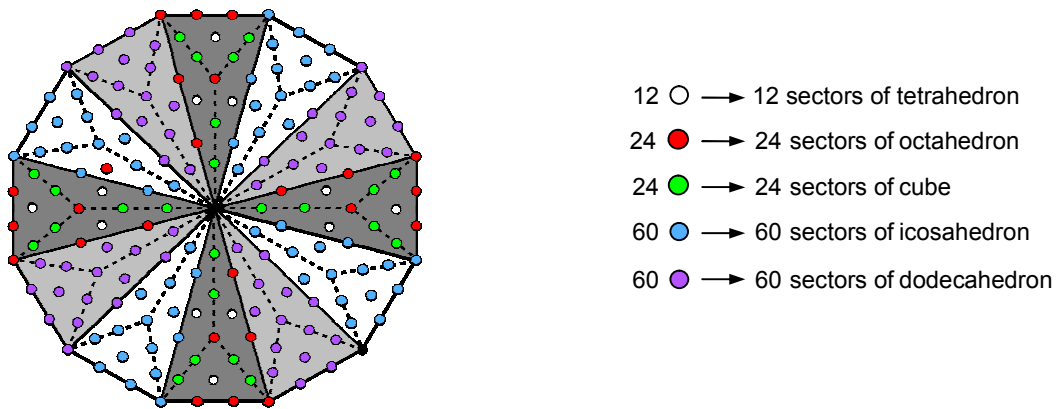 12 → 12 sectors of tetrahedron
24 → 24 sectors of octahedron
24 → 24 sectors of cube
60 → 60 sectors of icosahedron
60 → 60 sectors of dodecahedron